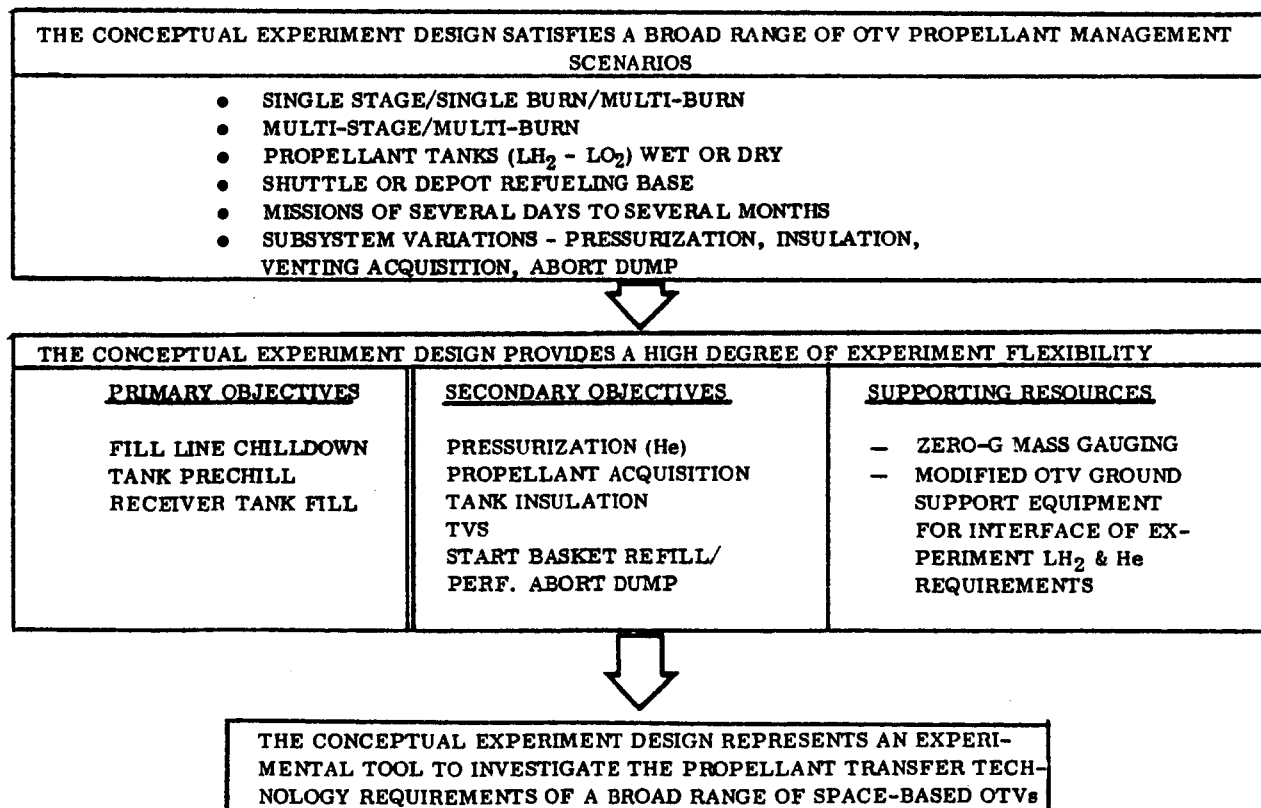 THE CONCEPTUAL EXPERIMENT DESIGN SATISFIES A BROAD RANGE OF OTV PROPELLANT MANAGEMENT
SCENARIOS
● SINGLE STAGE/SINGLE BURN/MULTI-BURN
● MULTI-STAGE/MULTI-BURN
● PROPELLANT TANKS (LH₂ - LO₂) WET OR DRY
● SHUTTLE OR DEPOT REFUELING BASE
● MISSIONS OF SEVERAL DAYS TO SEVERAL MONTHS
● SUBSYSTEM VARIATIONS - PRESSURIZATION, INSULATION,
VENTING ACQUISITION, ABORT DUMP
THE CONCEPTUAL EXPERIMENT DESIGN PROVIDES A HIGH DEGREE OF EXPERIMENT FLEXIBILITY
PRIMARY OBJECTIVES
FILL LINE CHILLDOWN
TANK PRECHILL
RECEIVER TANK FILL
SECONDARY OBJECTIVES
PRESSURIZATION (He)
PROPELLANT ACQUISITION
TANK INSULATION
TVS
START BASKET REFILL/
PERF. ABORT DUMP
SUPPORTING RESOURCES
– ZERO-G MASS GAUGING
– MODIFIED OTV GROUND
SUPPORT EQUIPMENT
FOR INTERFACE OF EX-
PERIMENT LH₂ & He
REQUIREMENTS
THE CONCEPTUAL EXPERIMENT DESIGN REPRESENTS AN EXPERI-
MENTAL TOOL TO INVESTIGATE THE PROPELLANT TRANSFER TECH-
NOLOGY REQUIREMENTS OF A BROAD RANGE OF SPACE-BASED OTVs